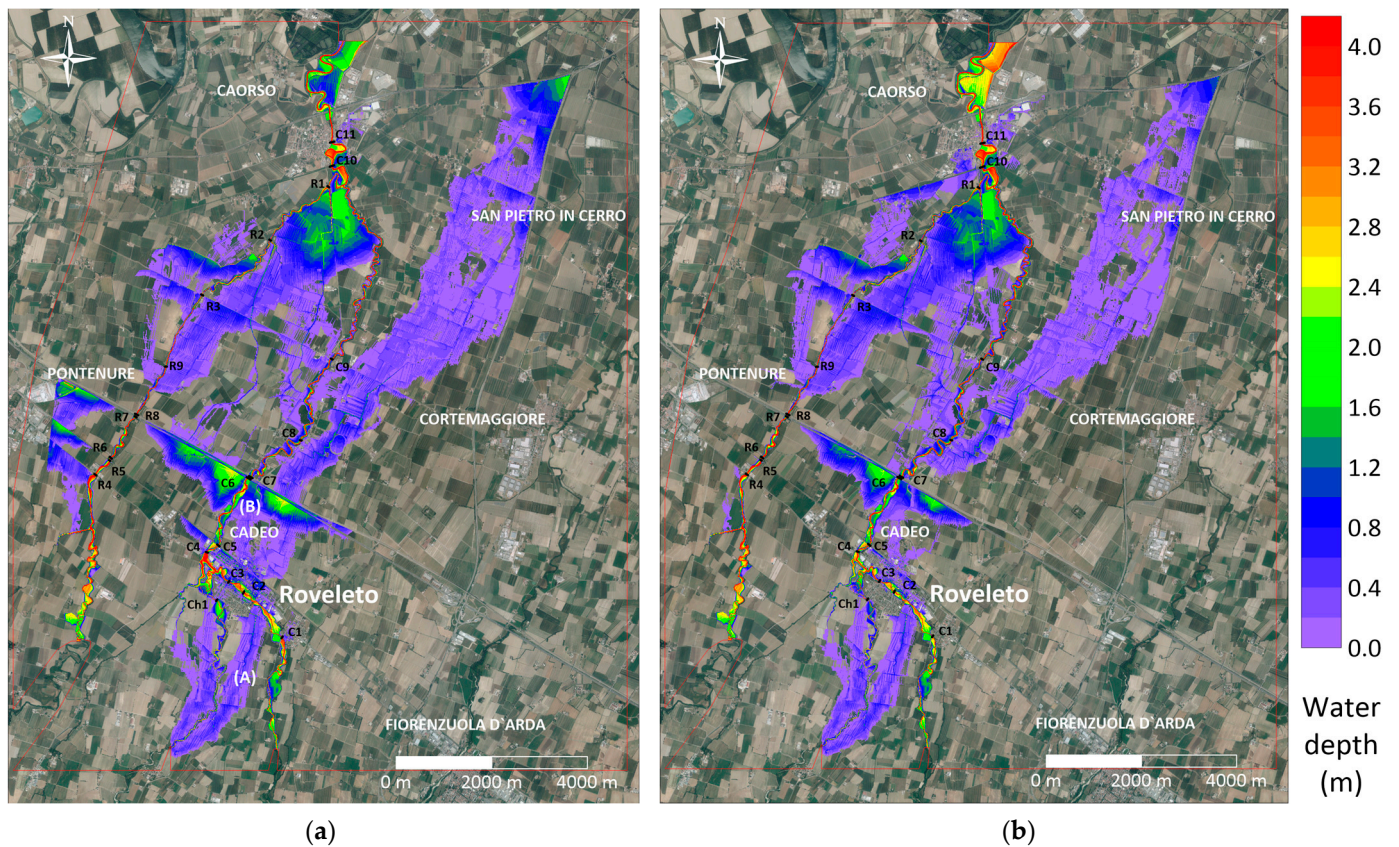 N
CAORSO
C11
C10
R1
SAN PIETRO IN CERRO
R2
R3
C9
R9
PONTENURE
CORTEMAGGIORE
R7 R8
C8
R6
R5
R4
C6 C7
(B)
CADEO
C4 C5
C3
C2
Ch1
Roveleto
C1
(A)
FIORENZUOLA D`ARDA
0 m 2000 m 4000 m
(a)
N
CAORSO
C11
C10
R1
SAN PIETRO IN CERRO
R2
R3
C9
R9
PONTENURE
CORTEMAGGIORE
R7 R8
C8
R6
R5
R4
C6 C7
CADEO
C4 C5
C3
C2
Ch1
Roveleto
C1
FIORENZUOLA D`ARDA
0 m 2000 m 4000 m
(b)
4.0
3.6
3.2
2.8
2.4
2.0
1.6
1.2
0.8
0.4
0.0
Water
depth
(m)